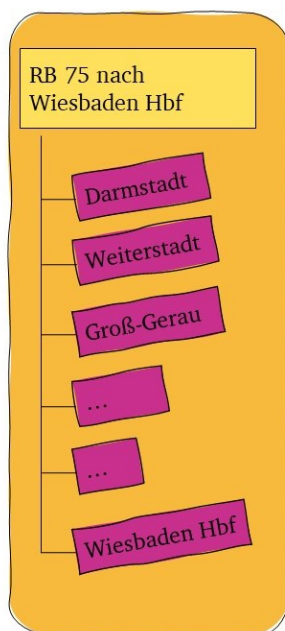 RB 75 nach
Wiesbaden Hbf
Darmstadt
Weiterstadt
Groß-Gerau
...
...
Wiesbaden Hbf